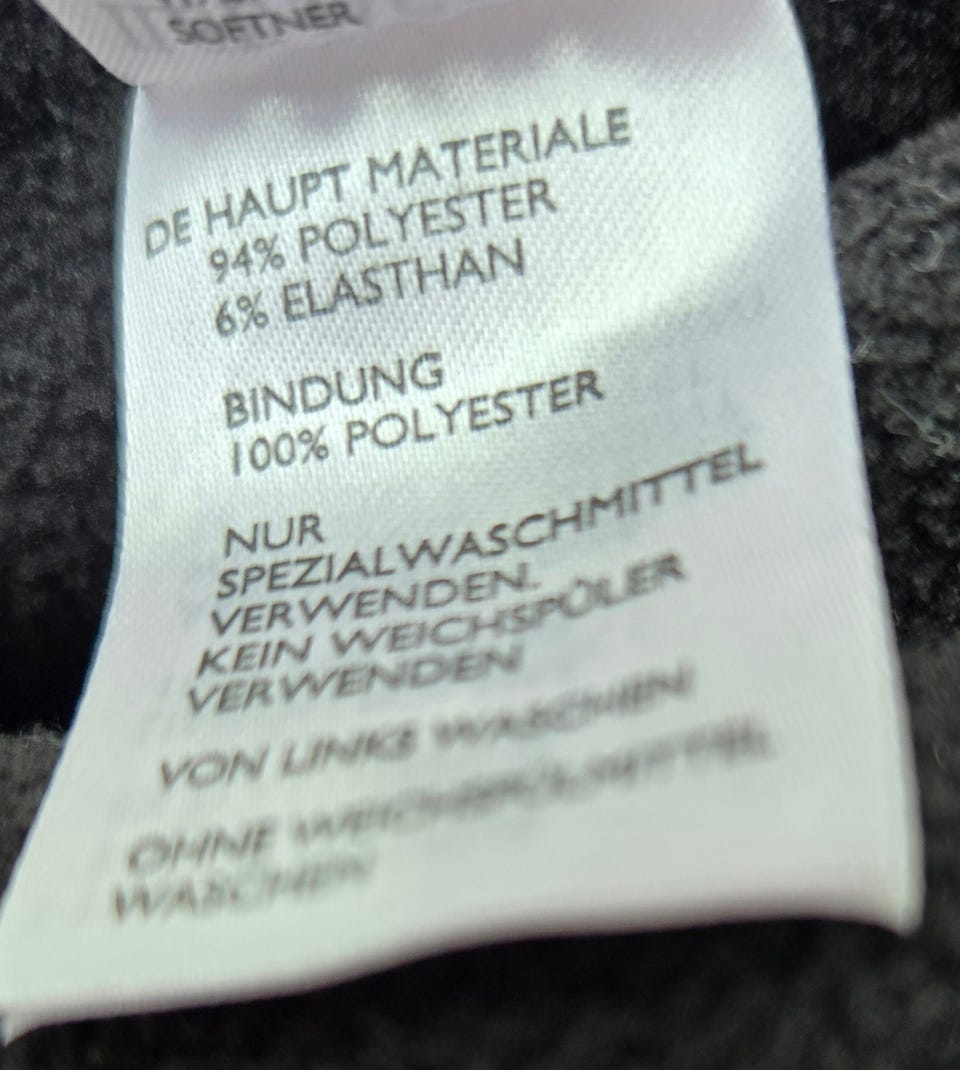 SOFTNER
DE HAUPT MATERIALE
94% POLYESTER
6% ELASTHAN
BINDUNG
100% POLYESTER
NUR
SPEZIALWASCHMITTEL
VERWENDEN.
KEIN WEICHSPÜLER
VERWENDEN
VON LINKS WASCHEN
OHNE WEICHSPÜLMITTEL
WASCHEN